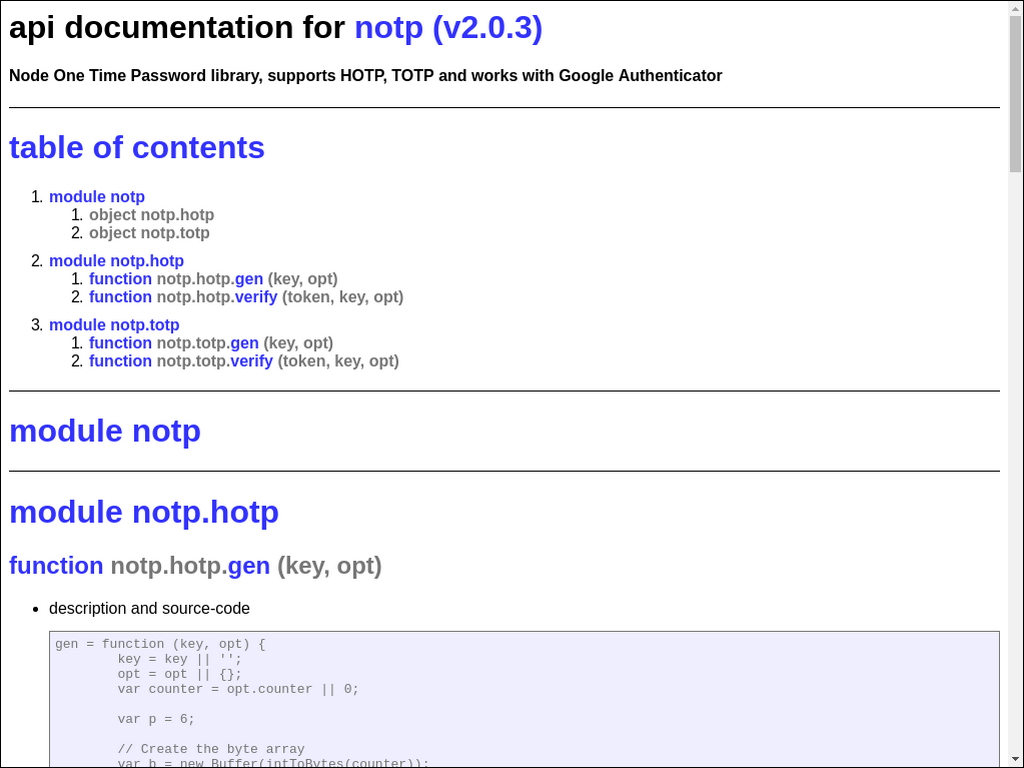 api documentation for notp (v2.0.3)
Node One Time Password library, supports HOTP, TOTP and works with Google Authenticator
table of contents
1. module notp
1. object notp.hotp
2. object notp.totp
2. module notp.hotp
1. function notp.hotp.gen (key, opt)
2. function notp.hotp.verify (token, key, opt)
3. module notp.totp
1. function notp.totp.gen (key, opt)
2. function notp.totp.verify (token, key, opt)
module notp
module notp.hotp
function notp.hotp.gen (key, opt)
• description and source-code
gen = function (key, opt) {
key = key || '';
opt = opt || {};
var counter = opt.counter || 0;
var p = 6;
// Create the byte array
var b = new Buffer(intToBytes(counter));